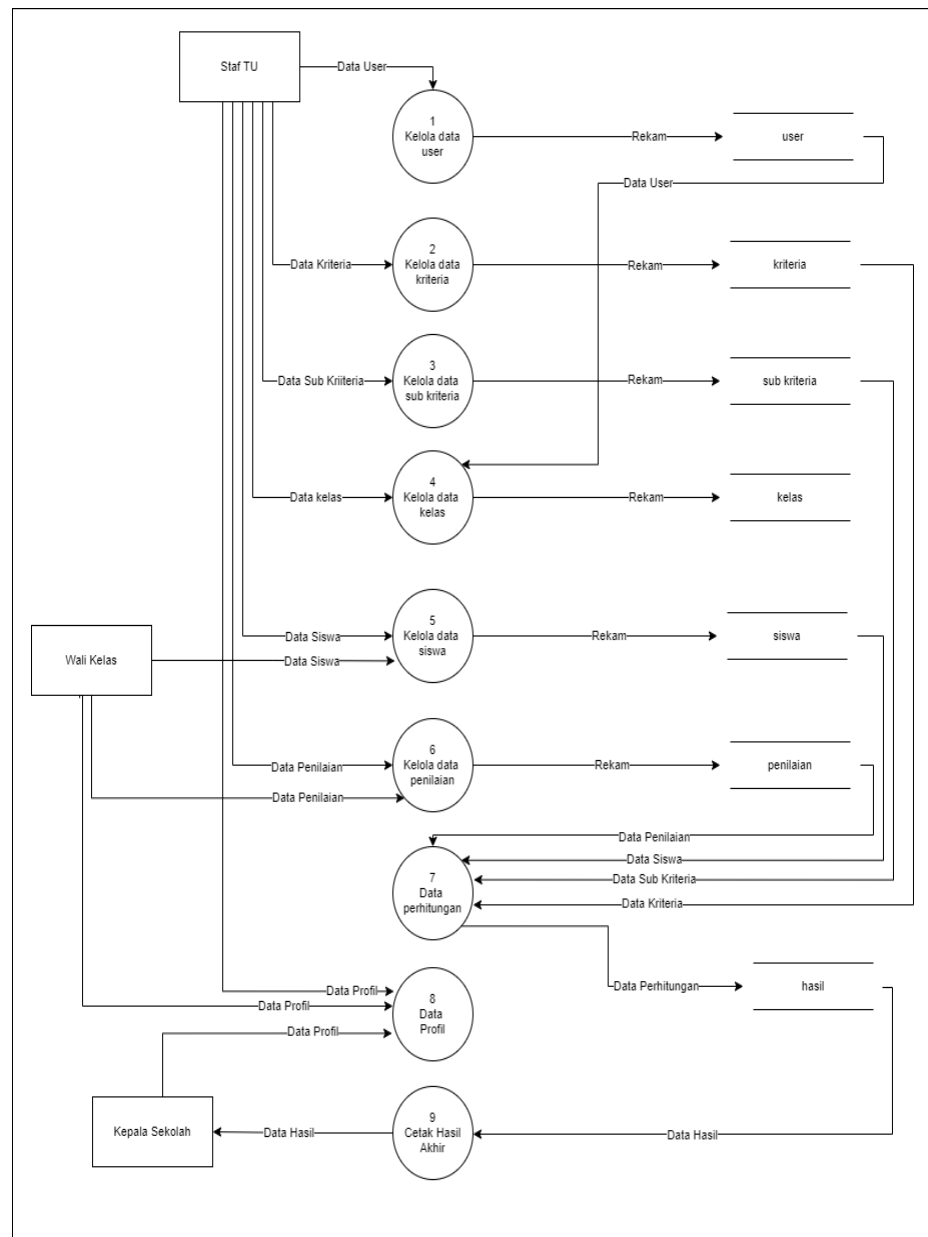 Staf TU
Data User
1
Kelola data
user
Rekam
user
Data User
2
Kelola data
kriteria
Data Kriteria
Rekam
kriteria
3
Kelola data
sub kriteria
Data Sub Kriiteria
Rekam
sub kriteria
4
Kelola data
kelas
Data kelas
Rekam
kelas
5
Kelola data
siswa
Data Siswa
Rekam
siswa
Wali Kelas
Data Siswa
6
Kelola data
penilaian
Data Penilaian
Rekam
penilaian
Data Penilaian
Data Penilaian
Data Siswa
7
Data
perhitungan
Data Sub Kriteria
Data Kriteria
Data Perhitungan
hasil
Data Profil
8
Data
Profil
Data Profil
Data Profil
Kepala Sekolah
Data Hasil
9
Cetak Hasil
Akhir
Data Hasil